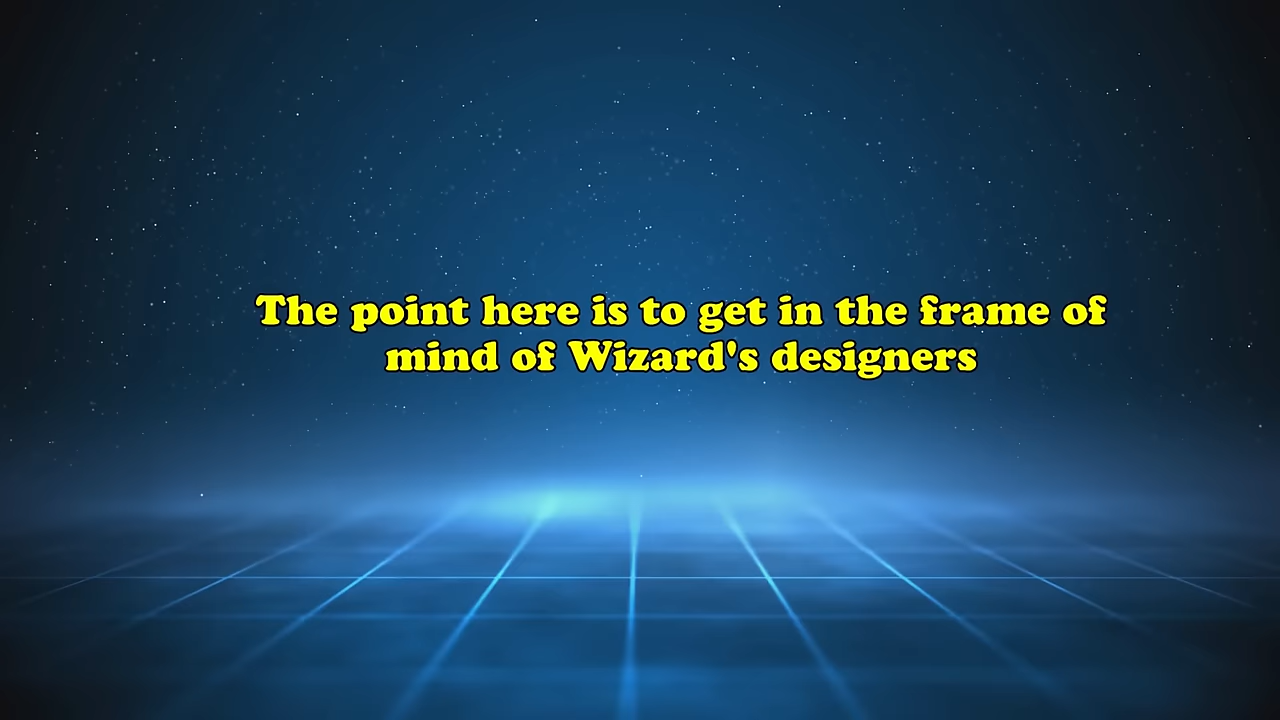 The point here is to get in the frame of
mind of Wizard's designers